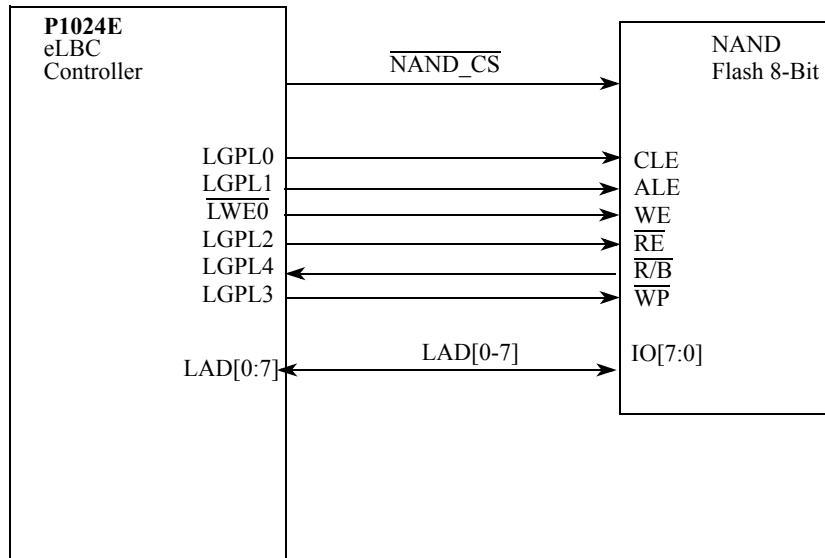 P1024E
eLBC
Controller
NAND_CS
NAND
Flash 8-Bit
LGPL0
CLE
LGPL1
ALE
LWE0
WE
LGPL2
RE
LGPL4
R/B
LGPL3
WP
LAD[0:7]
LAD[0-7]
IO[7:0]